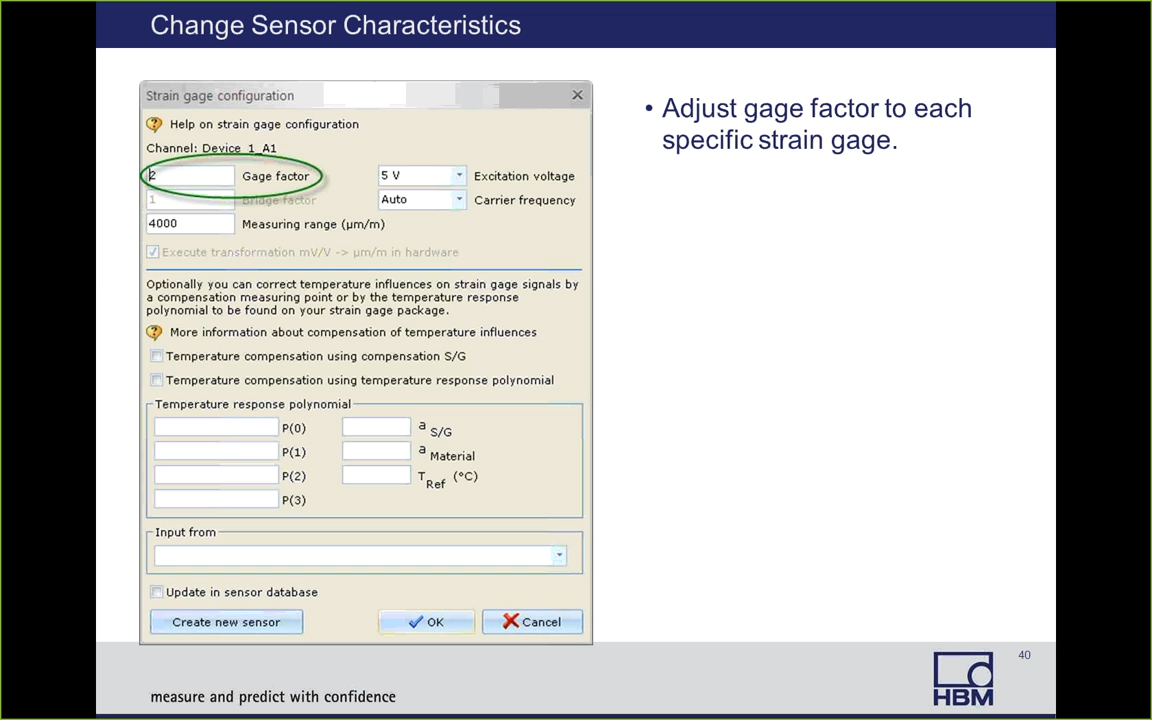 Change Sensor Characteristics
Strain gage configuration
Help on strain gage configuration
Channel: Device 1_A1
2 Gage factor 5 V Excitation voltage
1 Bridge factor Auto Carrier frequency
4000 Measuring range (µm/m)
Execute transformation mV/V -> µm/m in hardware
Optionally you can correct temperature influences on strain gage signals by
a compensation measuring point or by the temperature response
polynomial to be found on your strain gage package.
More information about compensation of temperature influences
Temperature compensation using compensation S/G
Temperature compensation using temperature response polynomial
Temperature response polynomial
P(0) a S/G
P(1) a Material
P(2) T Ref (°C)
P(3)
Input from
Update in sensor database
Create new sensor OK Cancel
• Adjust gage factor to each
specific strain gage.
measure and predict with confidence
HBM
40